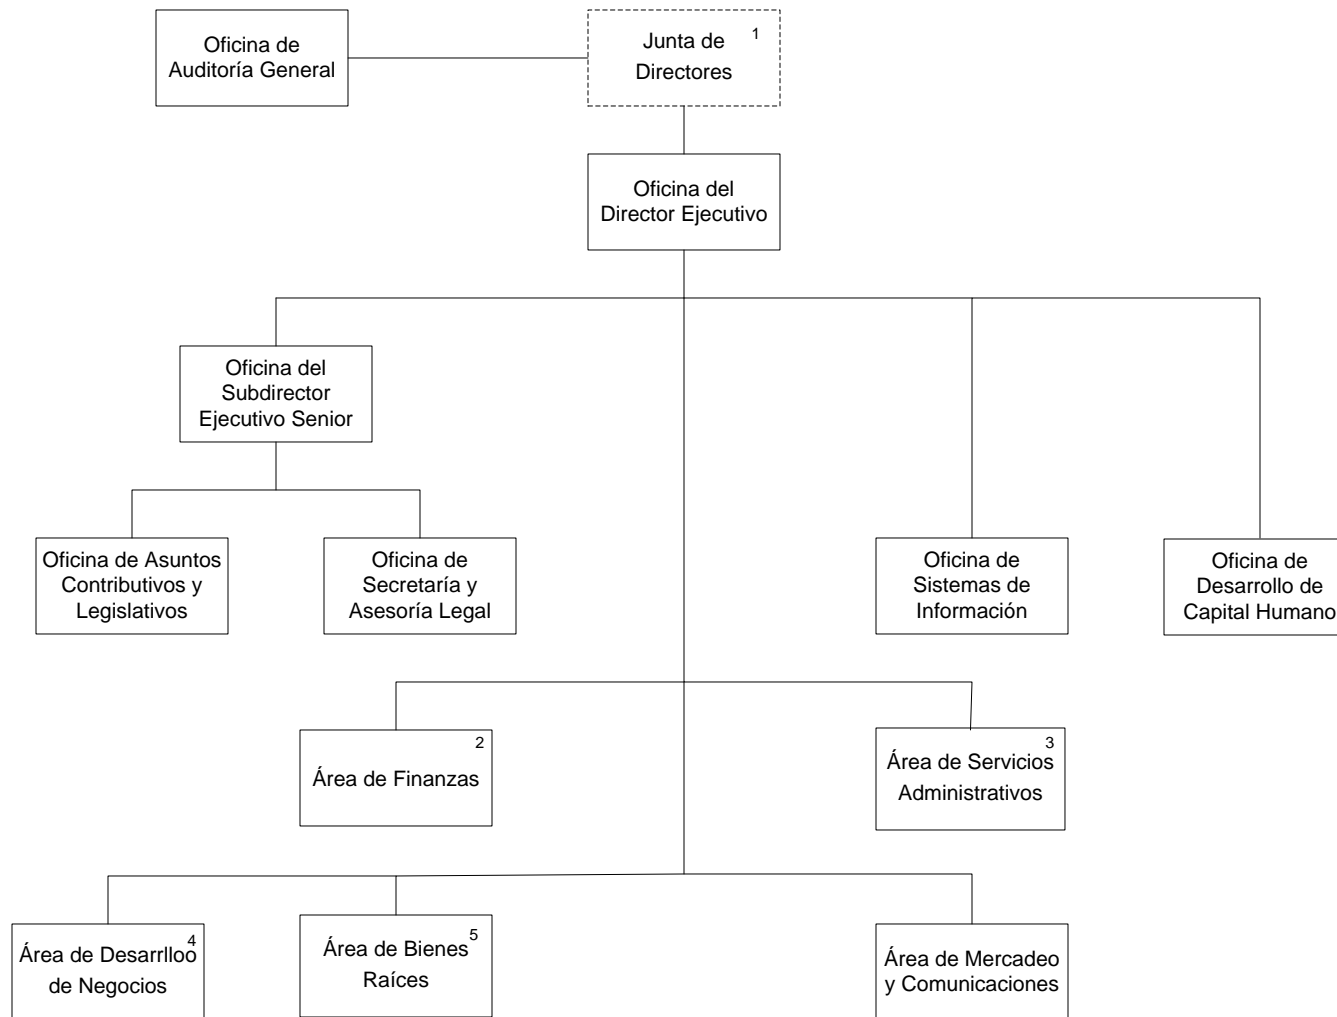 Oficina de
Auditoría General
Junta de 1
Directores
Oficina del
Director Ejecutivo
Oficina del
Subdirector
Ejecutivo Senior
Oficina de Asuntos
Contributivos y
Legislativos
Oficina de
Secretaría y
Asesoría Legal
Oficina de
Sistemas de
Información
Oficina de
Desarrollo de
Capital Humano
2
Área de Finanzas
3
Área de Servicios
Administrativos
4
Área de Desarrlloo
de Negocios
5
Área de Bienes
Raíces
Área de Mercadeo
y Comunicaciones